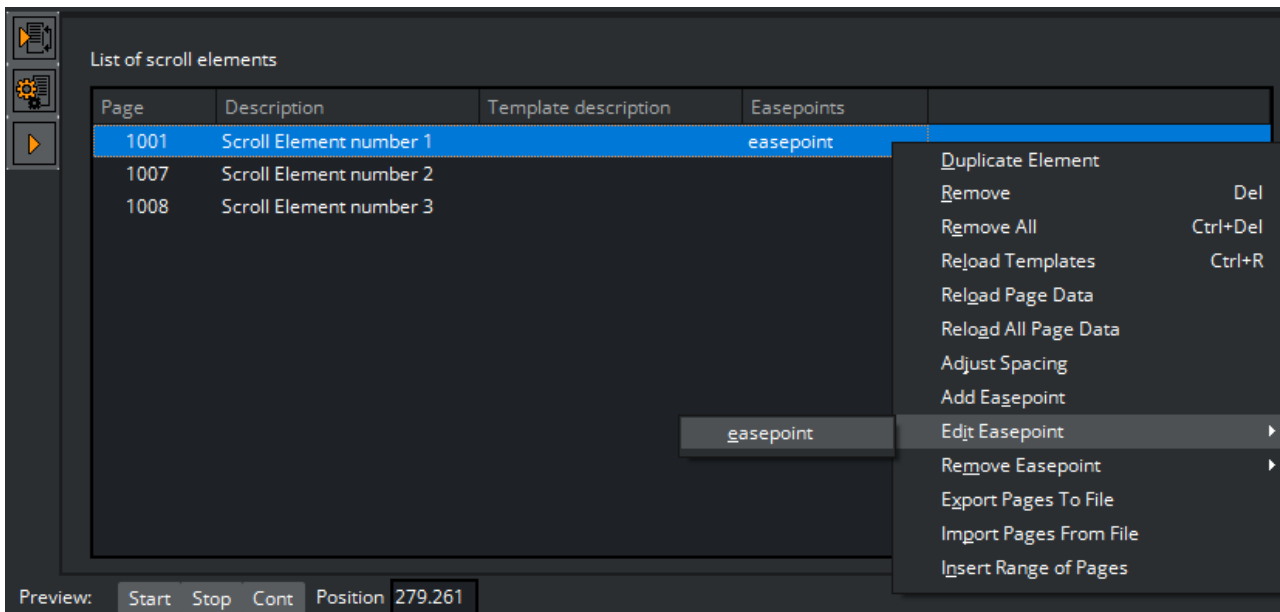 List of scroll elements
Page Description Template description Easepoints
1001 Scroll Element number 1 easepoint
1007 Scroll Element number 2
1008 Scroll Element number 3
Duplicate Element
Remove Del
Remove All Ctrl+Del
Reload Templates Ctrl+R
Reload Page Data
Reload All Page Data
Adjust Spacing
Add Easepoint
easepoint Edit Easepoint
Remove Easepoint
Export Pages To File
Import Pages From File
Insert Range of Pages
Preview: Start Stop Cont Position 279.261